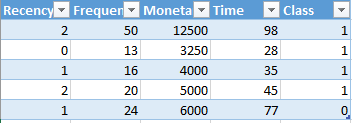 Recency Frequen Moneta Time Class
2 50 12500 98 1
0 13 3250 28 1
1 16 4000 35 1
2 20 5000 45 1
1 24 6000 77 0